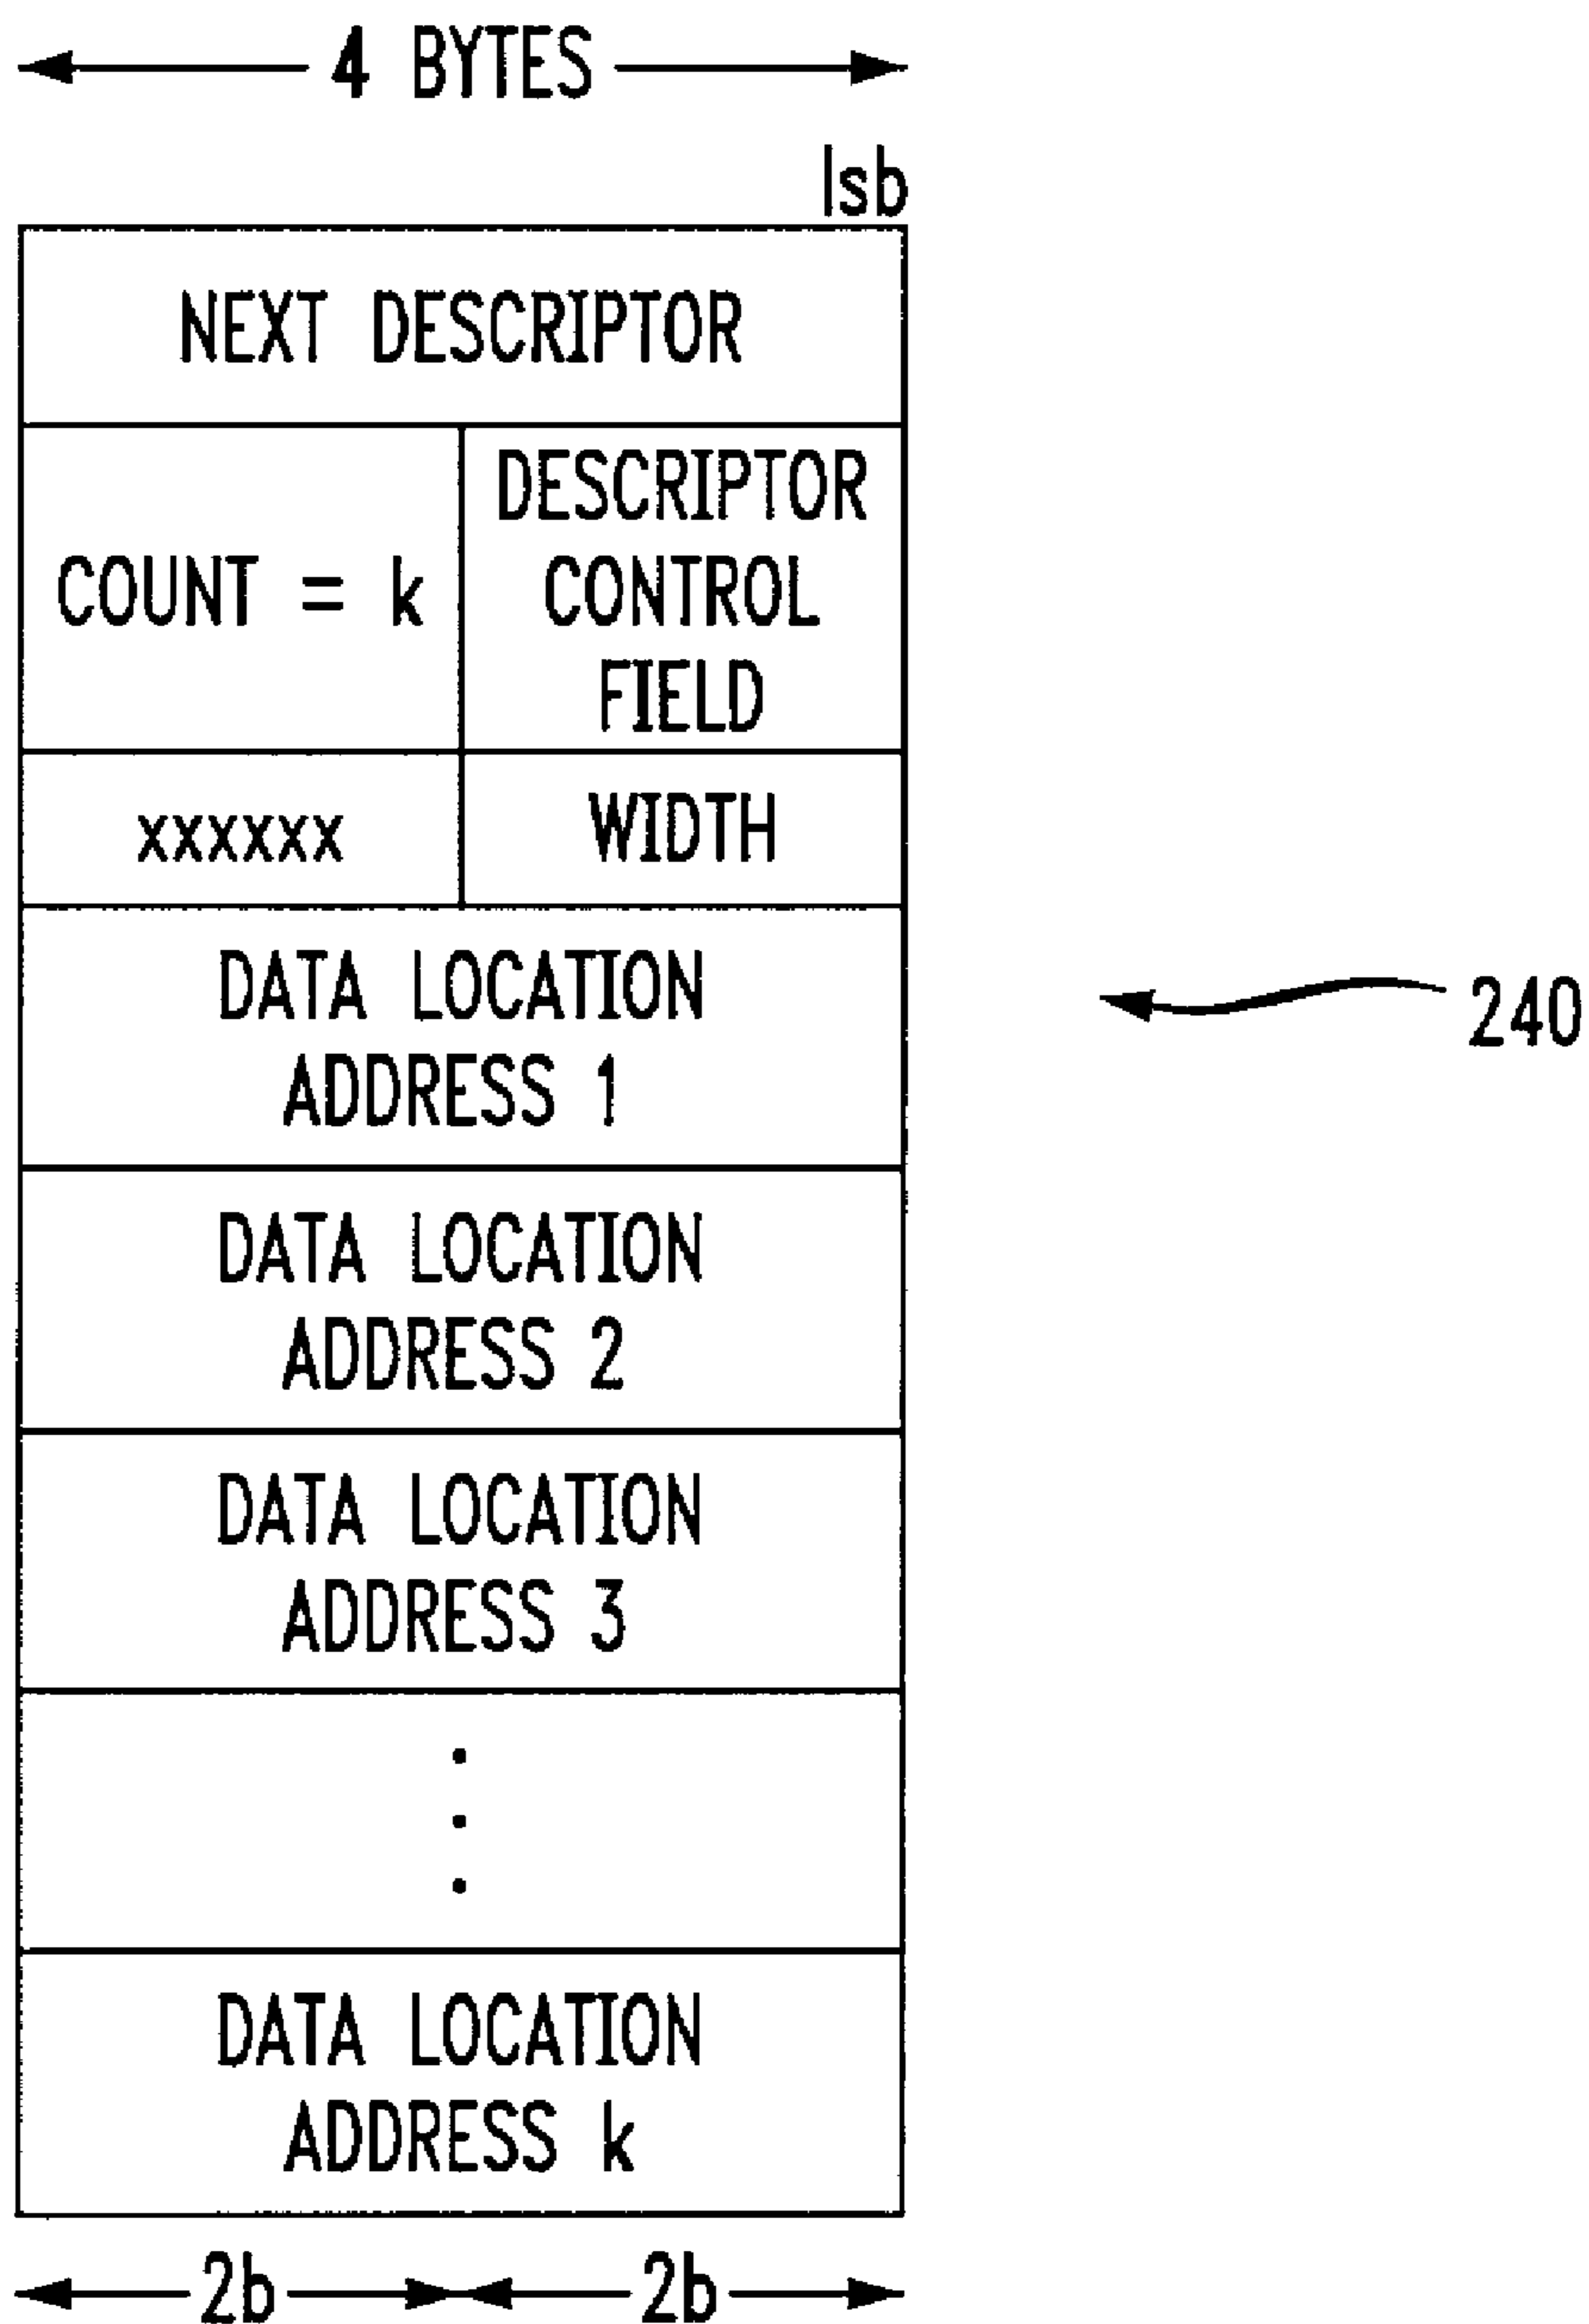 4 BYTES
lsb
NEXT DESCRIPTOR
COUNT = k
DESCRIPTOR
CONTROL
FIELD
xxxxxx
WIDTH
DATA LOCATION
ADDRESS 1
240
DATA LOCATION
ADDRESS 2
DATA LOCATION
ADDRESS 3
DATA LOCATION
ADDRESS k
2b
2b